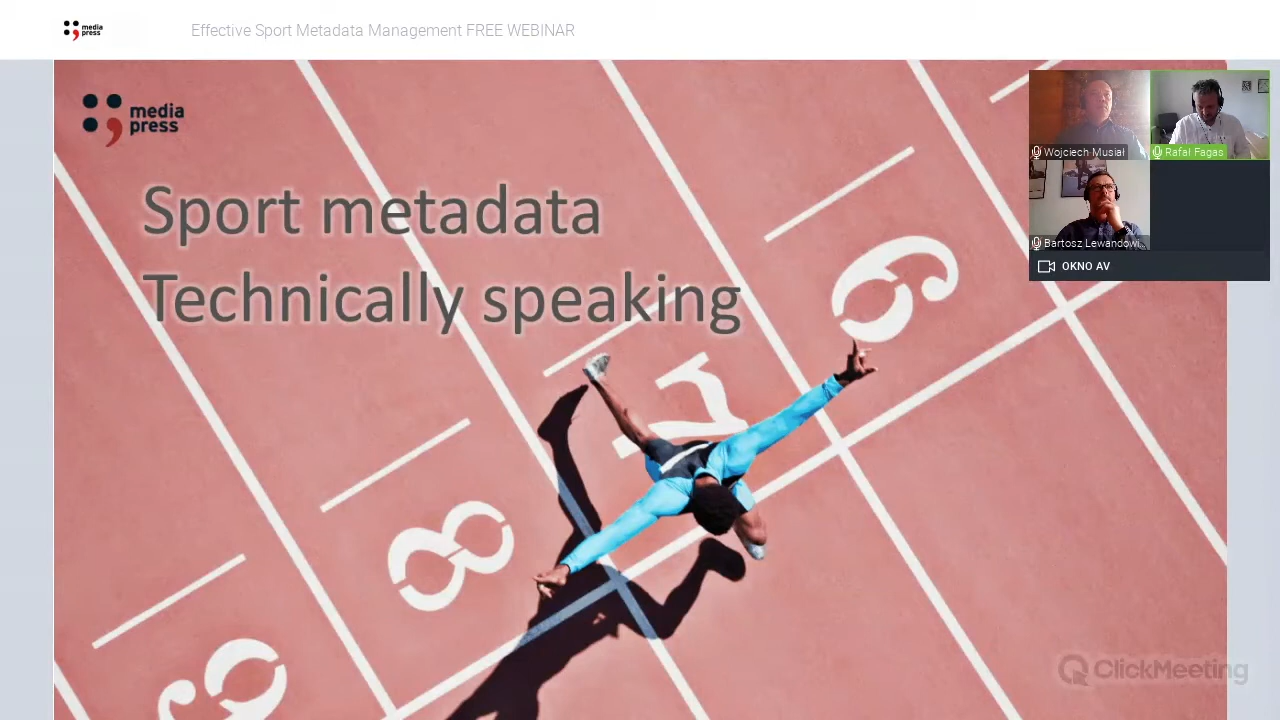 media
press
Effective Sport Metadata Management FREE WEBINAR
media
press
Sport metadata
Technically speaking
Wojciech Musiał
Rafał Fagas
Bartosz Lewandowi...
OKNO AV
6
7
8
9
ClickMeeting